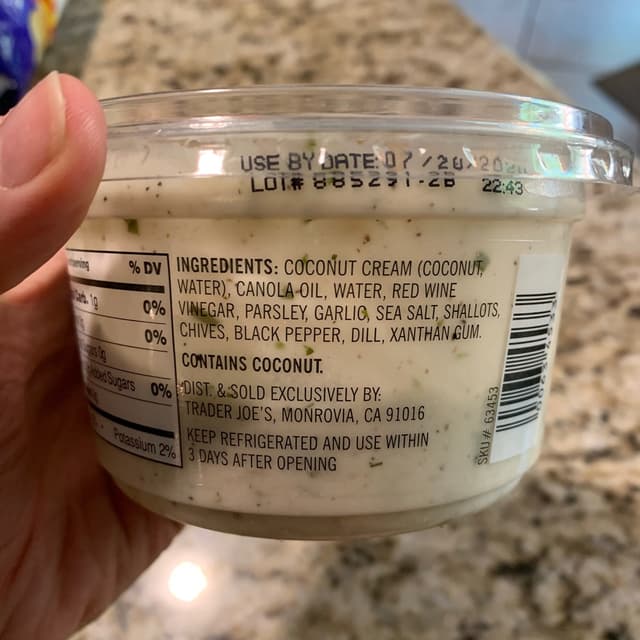 USE BY DATE: 07/20/202
LOT# 885291-2B 22:43
% DV
0%
0%
Sugars 0%
Potassium 2%
INGREDIENTS: COCONUT CREAM (COCONUT,
WATER), CANOLA OIL, WATER, RED WINE
VINEGAR, PARSLEY, GARLIC, SEA SALT, SHALLOTS,
CHIVES, BLACK PEPPER, DILL, XANTHAN GUM.
CONTAINS COCONUT.
DIST. & SOLD EXCLUSIVELY BY:
TRADER JOE'S, MONROVIA, CA 91016
KEEP REFRIGERATED AND USE WITHIN
3 DAYS AFTER OPENING
SKU# 63453